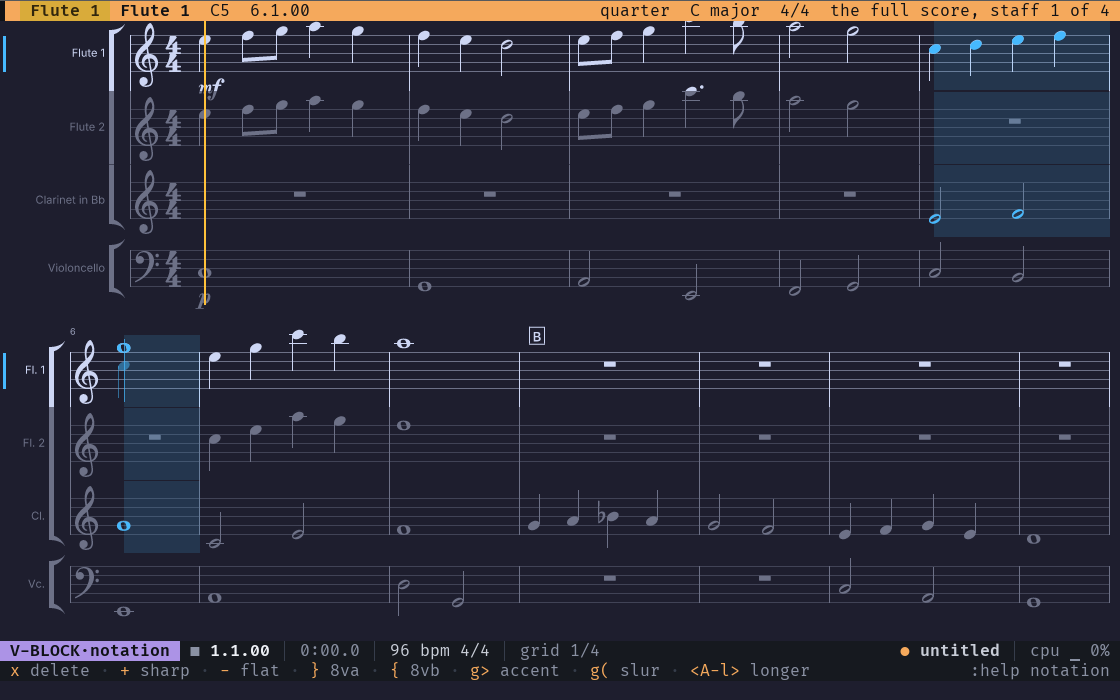 Flute 1 Flute 1 C5 6.1.00 quarter C major 4/4 the full score, staff 1 of 4
Flute 1
mf
Flute 2
Clarinet in Bb
Violoncello
p
6
B
Fl. 1
Fl. 2
Cl.
Vc.
V-BLOCK·notation ■ 1.1.00 0:00.0 96 bpm 4/4 grid 1/4 ● untitled cpu _ 0%
x delete · + sharp · - flat · } 8va · { 8vb · g> accent · g( slur · <A-l> longer :help notation